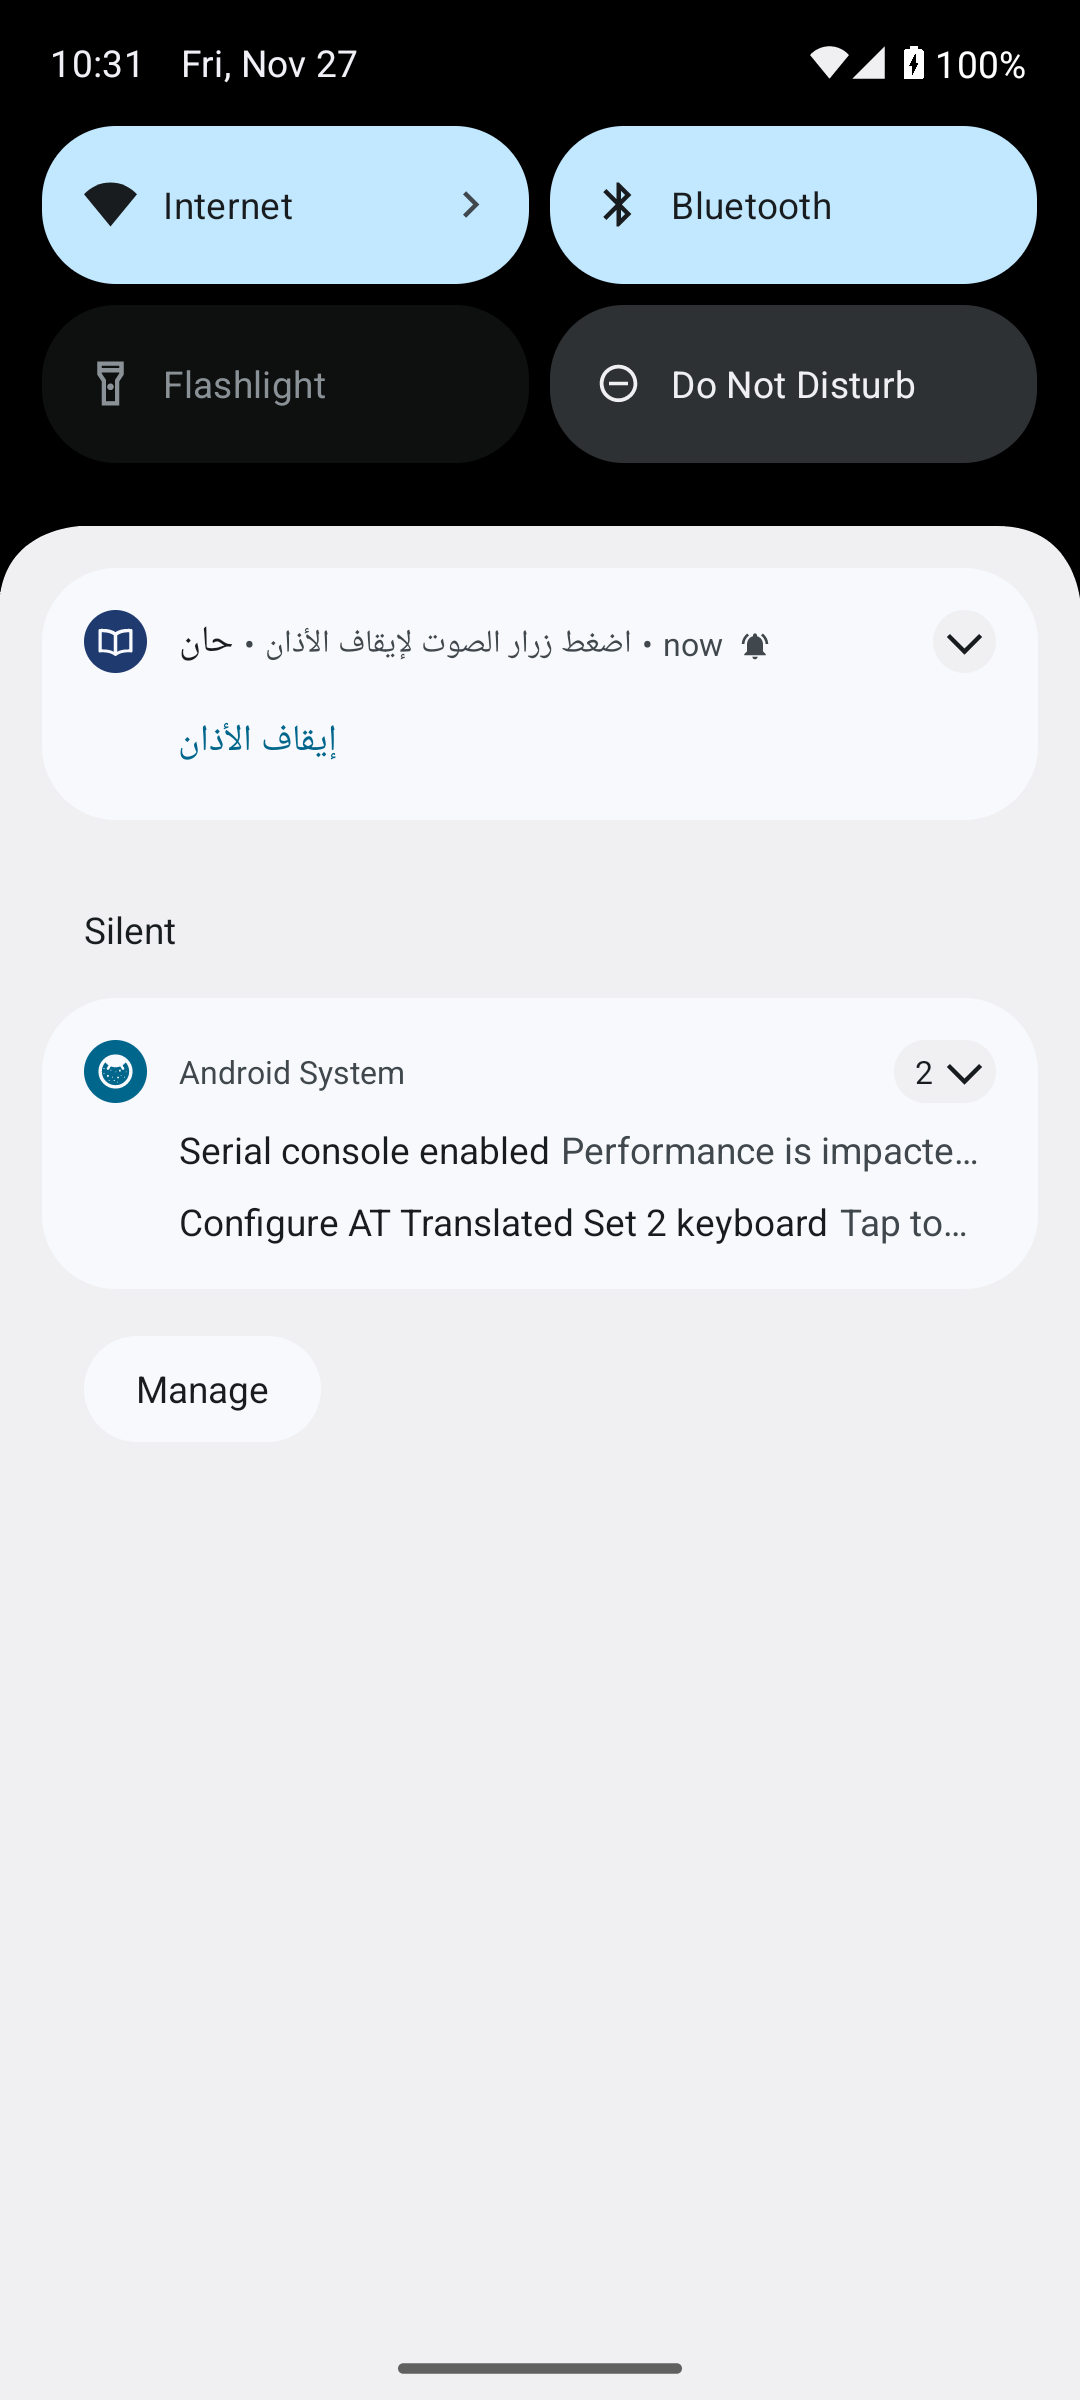 10:31 Fri, Nov 27 100%
Internet
Bluetooth
Flashlight
Do Not Disturb
حان • اضغط زرار الصوت لإيقاف الأذان • now
إيقاف الأذان
Silent
Android System 2
Serial console enabled Performance is impacte...
Configure AT Translated Set 2 keyboard Tap to...
Manage